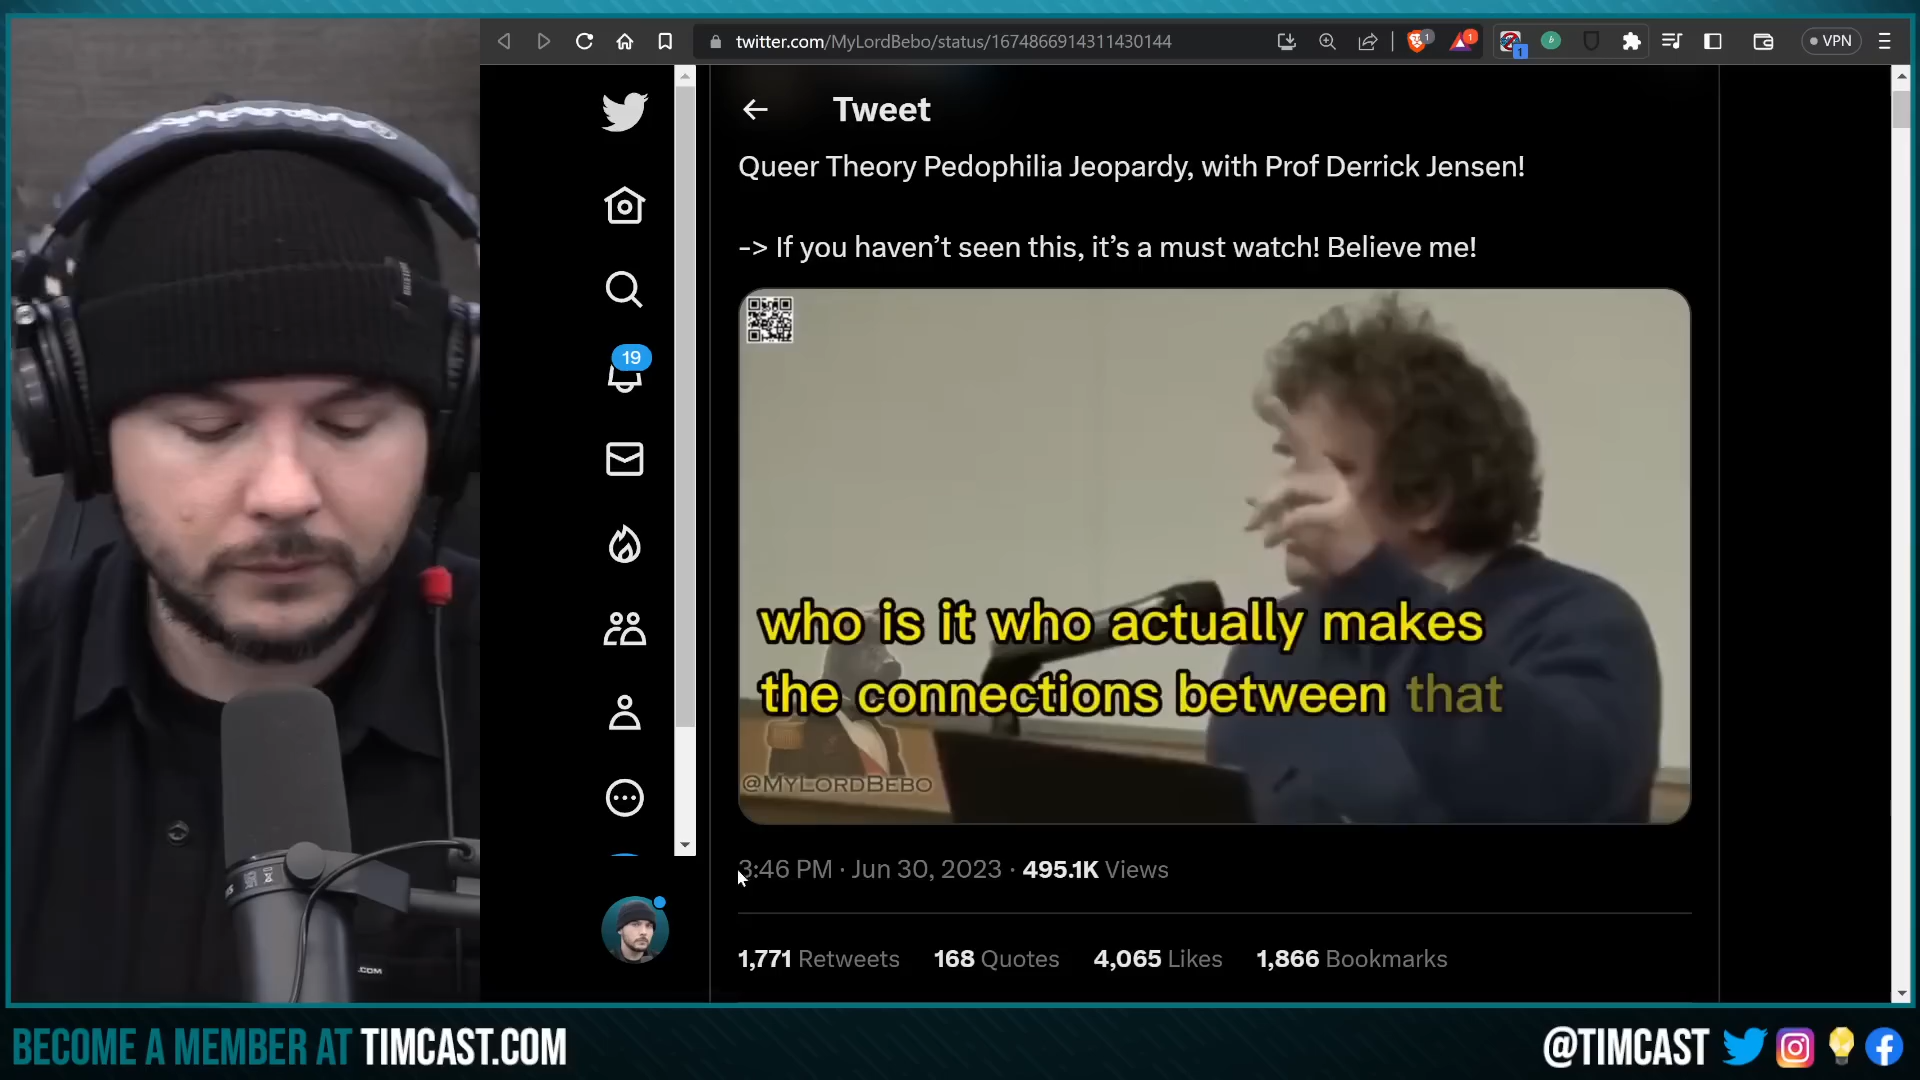 twitter.com/MyLordBebo/status/1674866914311430144
VPN
Tweet
Queer Theory Pedophilia Jeopardy, with Prof Derrick Jensen!
-> If you haven't seen this, it's a must watch! Believe me!
19
who is it who actually makes
the connections between that
@MYLORDBEBO
3:46 PM · Jun 30, 2023 · 495.1K Views
1,771 Retweets 168 Quotes 4,065 Likes 1,866 Bookmarks
.COM
BECOME A MEMBER AT TIMCAST.COM
@TIMCAST